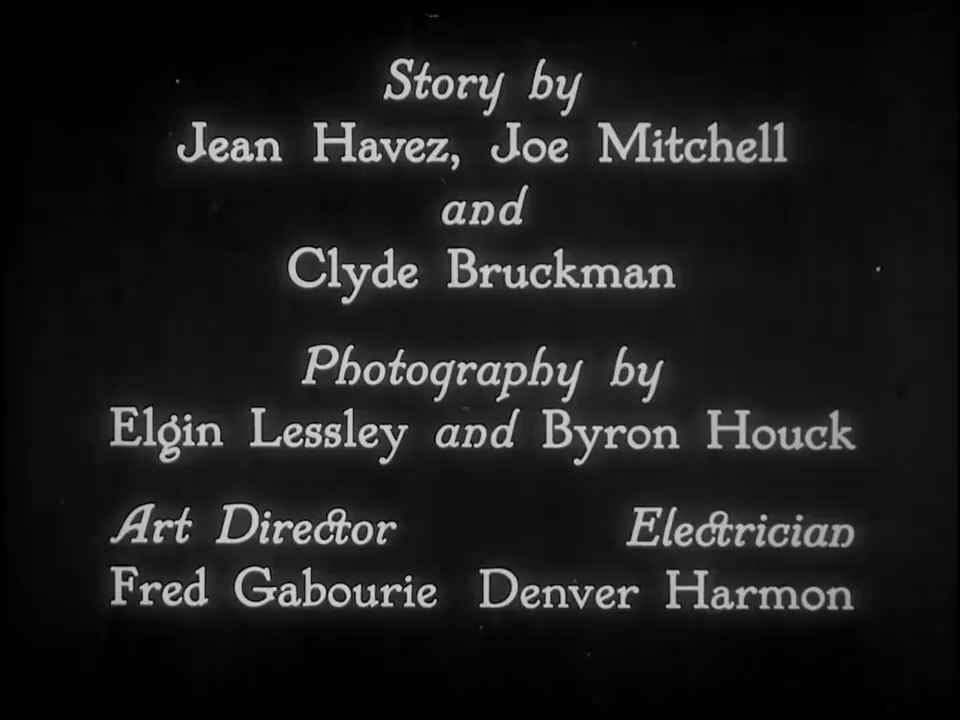 Story by
Jean Havez, Joe Mitchell
and
Clyde Bruckman
Photography by
Elgin Lessley and Byron Houck
Art Director Electrician
Fred Gabourie Denver Harmon